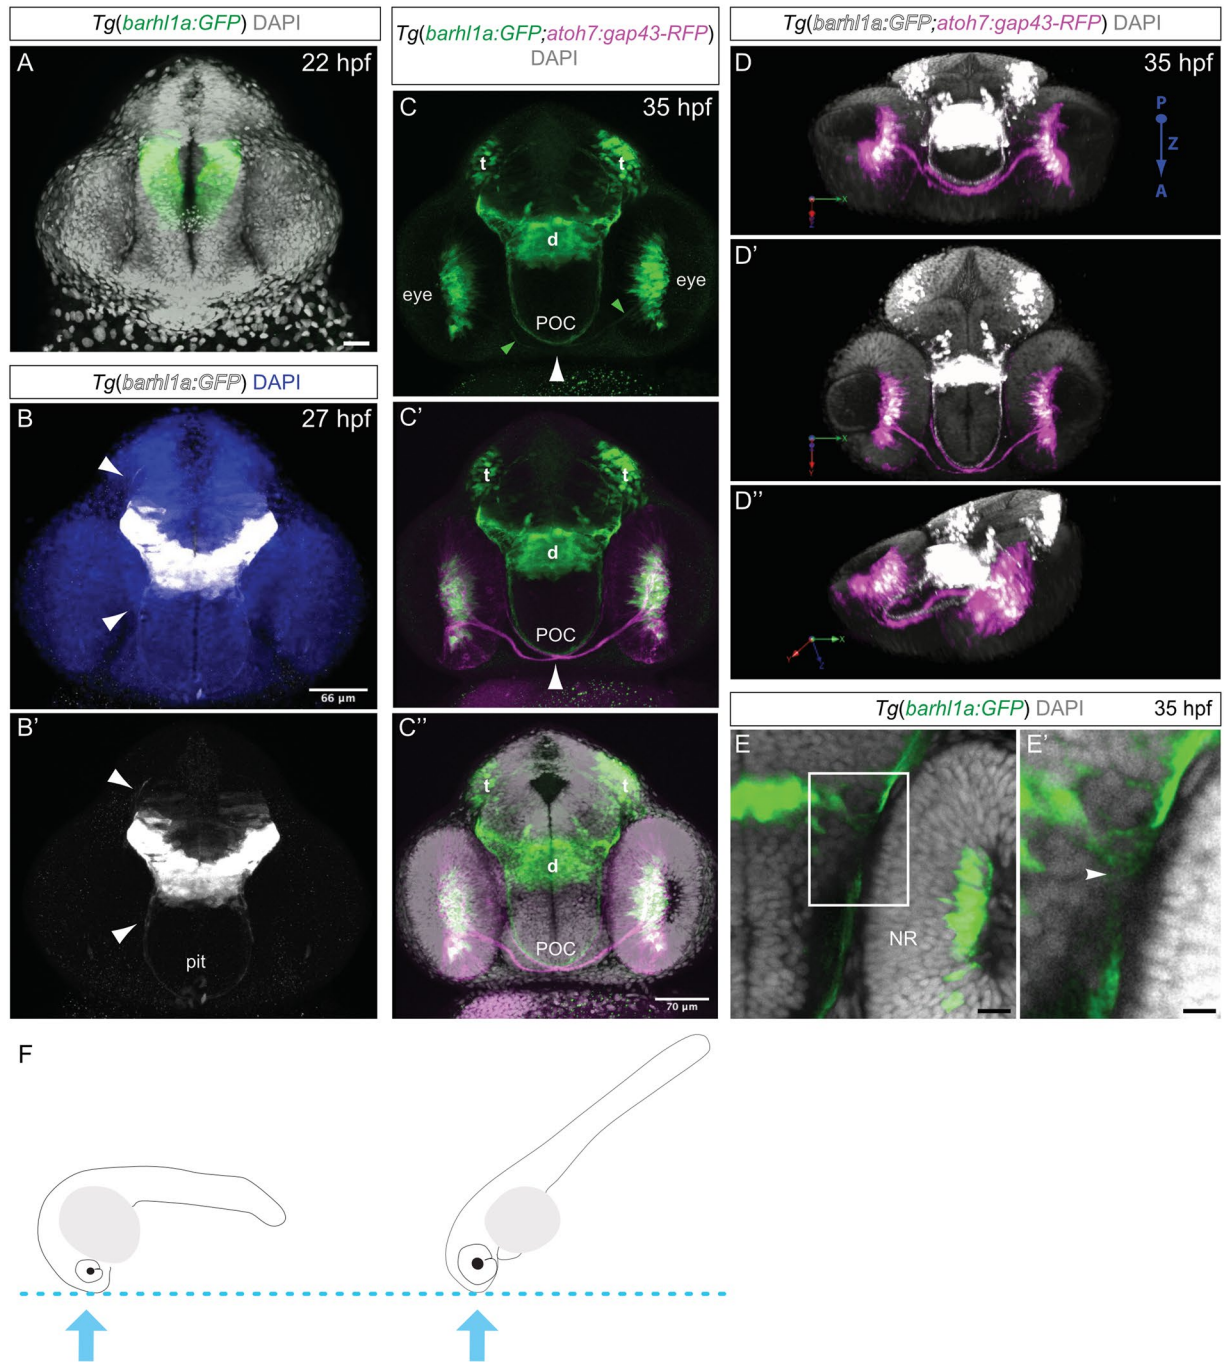 Tg(barhl1a:GFP) DAPI
A
22 hpf
Tg(barhl1a:GFP) DAPI
B
27 hpf
66 µm
B'
pit
Tg(barhl1a:GFP;atoh7:gap43-RFP)
DAPI
C
35 hpf
t
t
d
eye
eye
POC
C'
t
t
d
POC
C''
t
t
d
POC
70 µm
Tg(barhl1a:GFP;atoh7:gap43-RFP) DAPI
D
35 hpf
P
Z
A
X
D'
X
Y
D''
X
Y
Z
Tg(barhl1a:GFP) DAPI 35 hpf
E
NR
E'
F